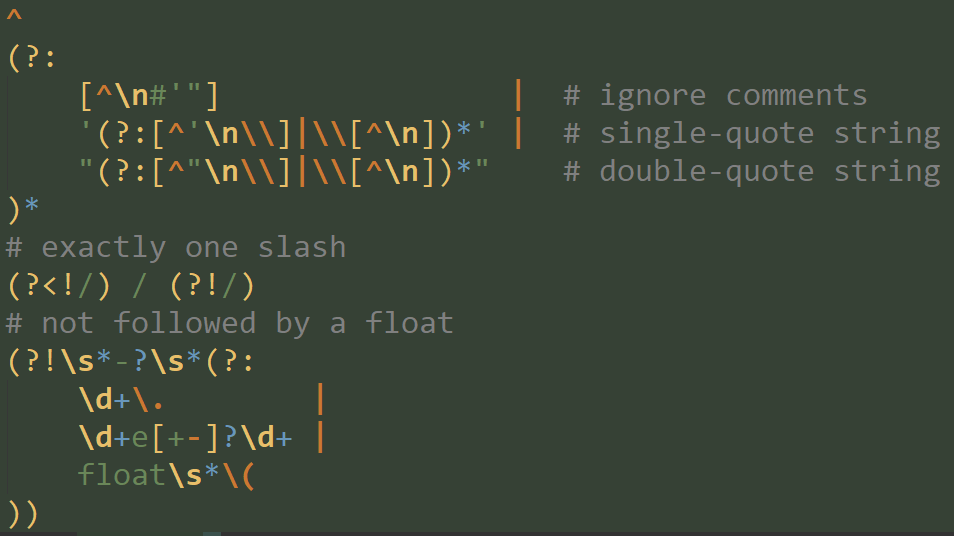 ^
(?:
    [^\n#'"]                | # ignore comments
    '(?:[^'\n\\]|\\[^\n])*' | # single-quote string
    "(?:[^"\n\\]|\\[^\n])*"   # double-quote string
)*
# exactly one slash
(?<!/) / (?!/)
# not followed by a float
(?!\s*-?\s*(?:
    \d+\.        |
    \d+e[+-]?\d+ |
    float\s*\(
))